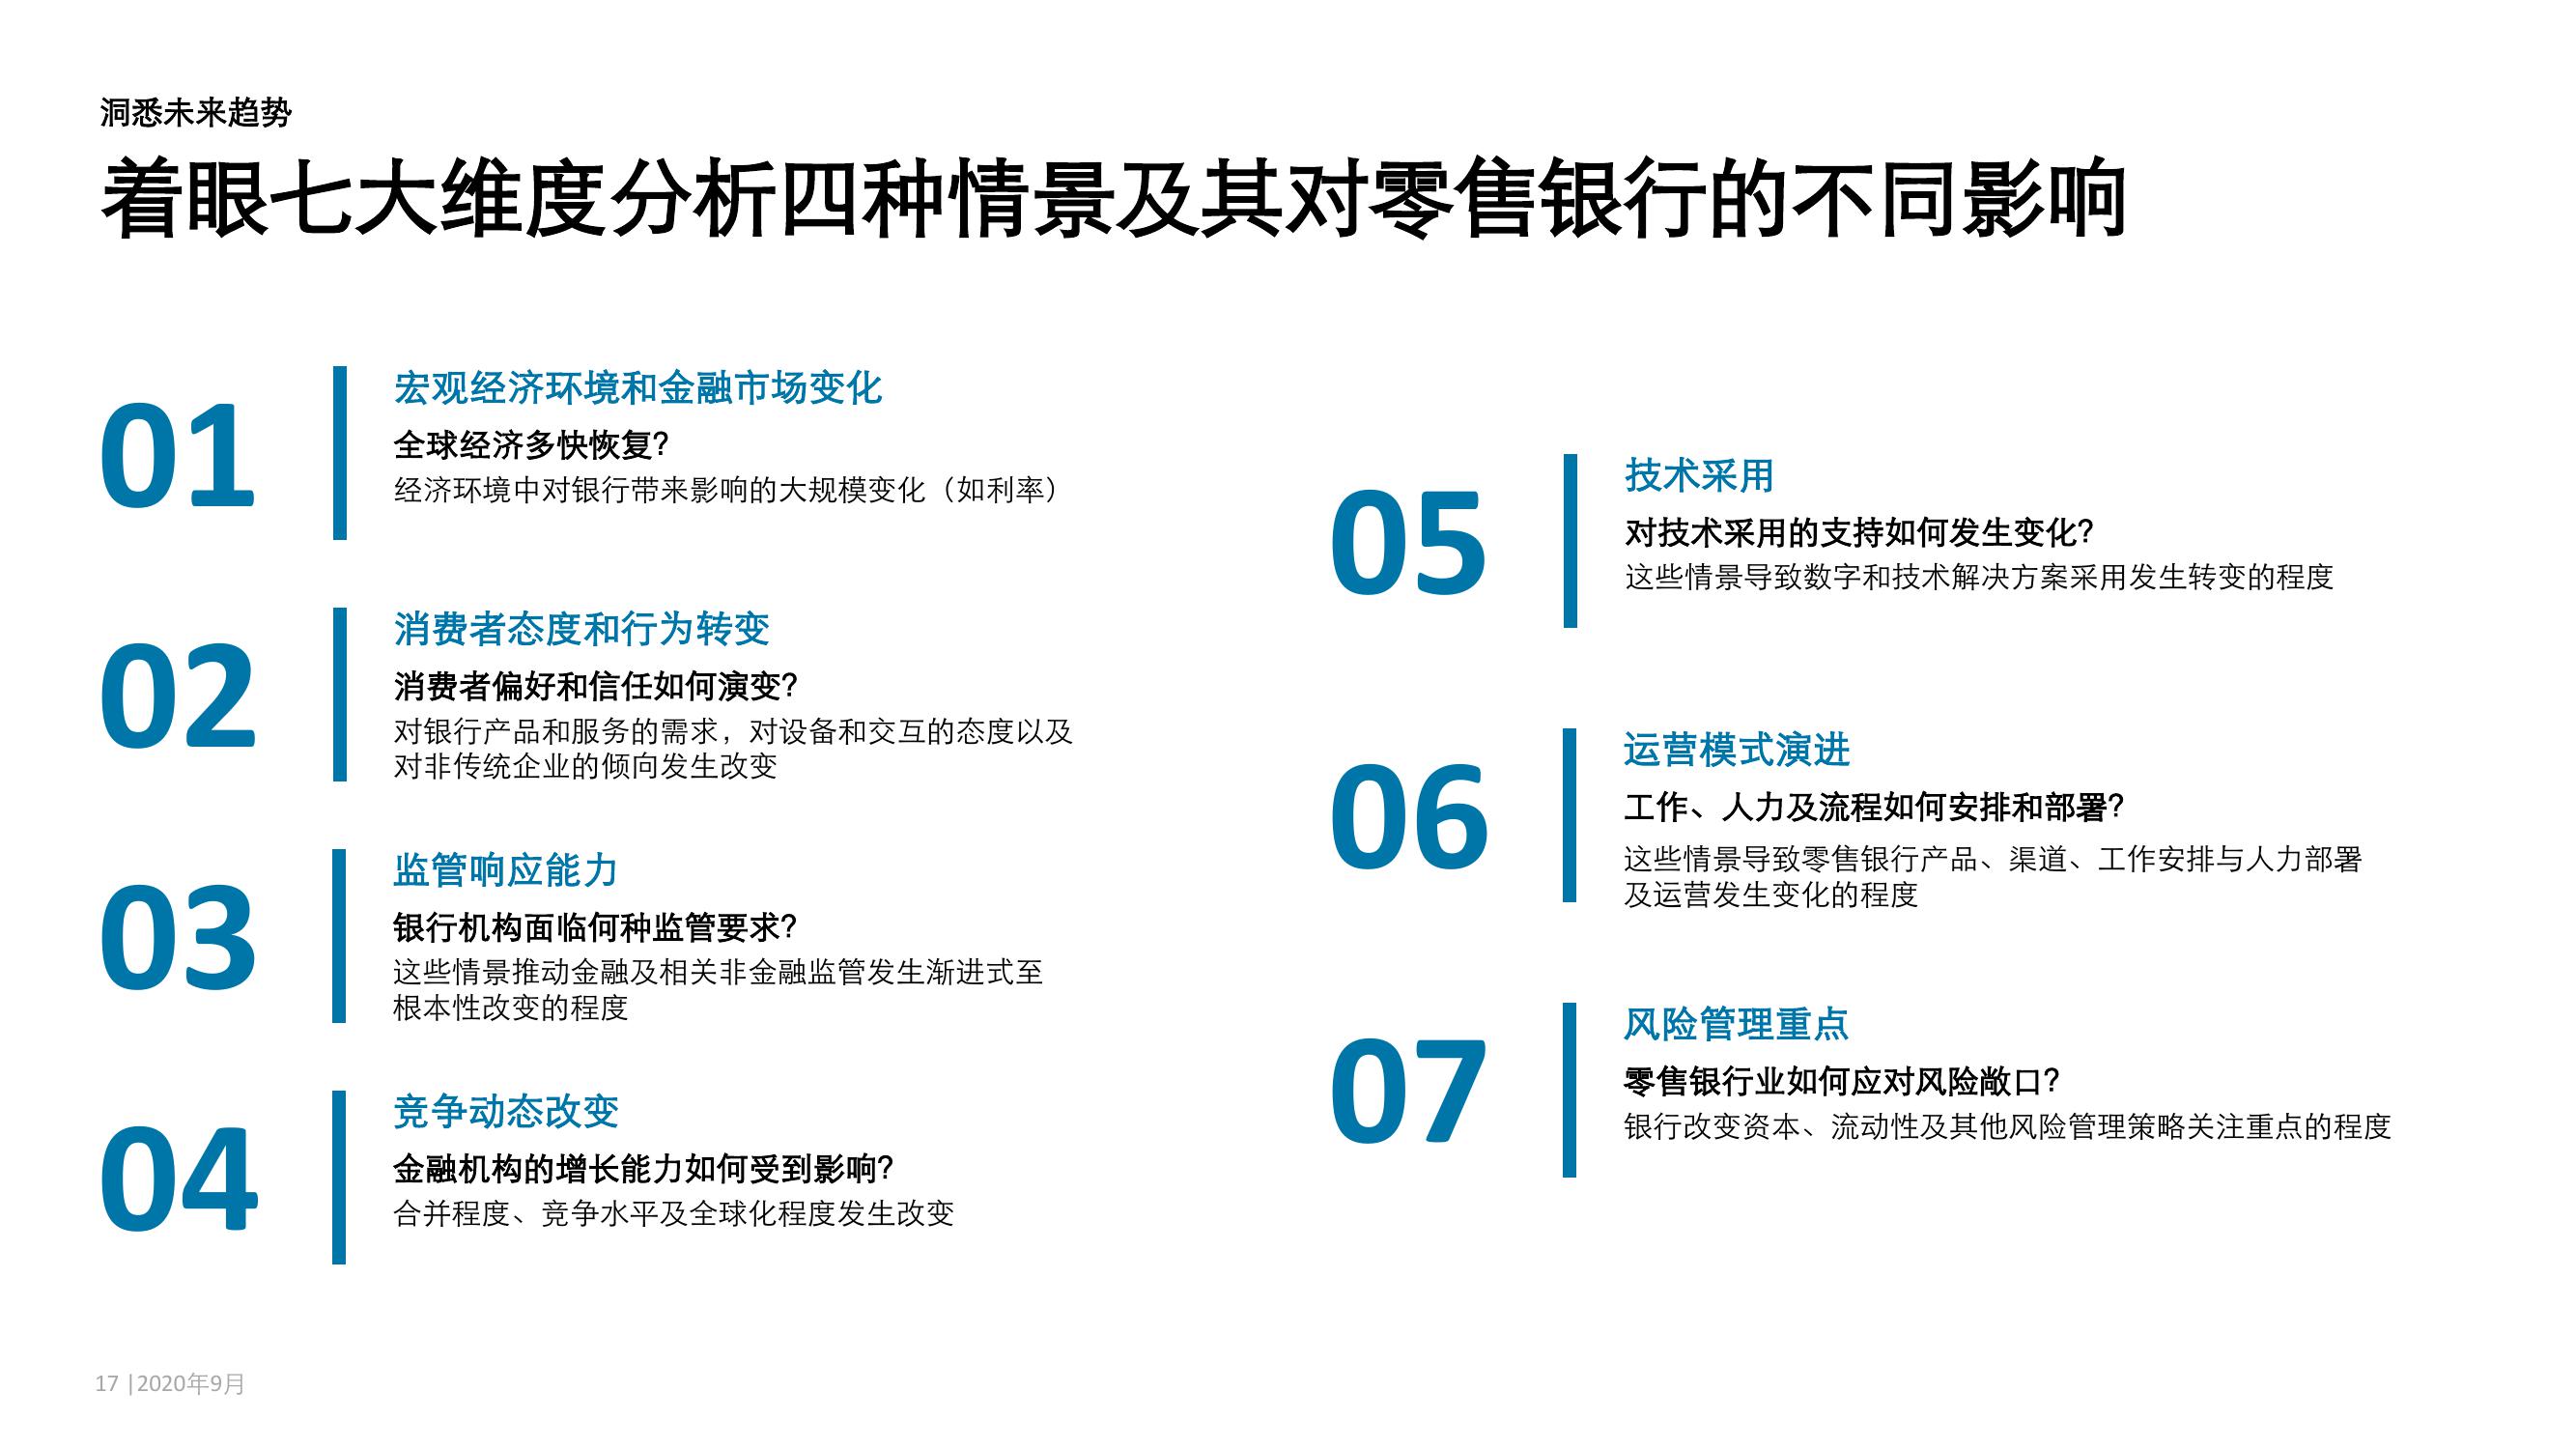 洞悉未来趋势
着眼七大维度分析四种情景及其对零售银行的不同影响
01
宏观经济环境和金融市场变化
全球经济多快恢复？
经济环境中对银行带来影响的大规模变化（如利率）
02
消费者态度和行为转变
消费者偏好和信任如何演变？
对银行产品和服务的需求，对设备和交互的态度以及
对非传统企业的倾向发生改变
03
监管响应能力
银行机构面临何种监管要求？
这些情景推动金融及相关非金融监管发生渐进式至
根本性改变的程度
04
竞争动态改变
金融机构的增长能力如何受到影响？
合并程度、竞争水平及全球化程度发生改变
05
技术采用
对技术采用的支持如何发生变化？
这些情景导致数字和技术解决方案采用发生转变的程度
06
运营模式演进
工作、人力及流程如何安排和部署？
这些情景导致零售银行产品、渠道、工作安排与人力部署
及运营发生变化的程度
07
风险管理重点
零售银行业如何应对风险敞口？
银行改变资本、流动性及其他风险管理策略关注重点的程度
17 |2020年9月